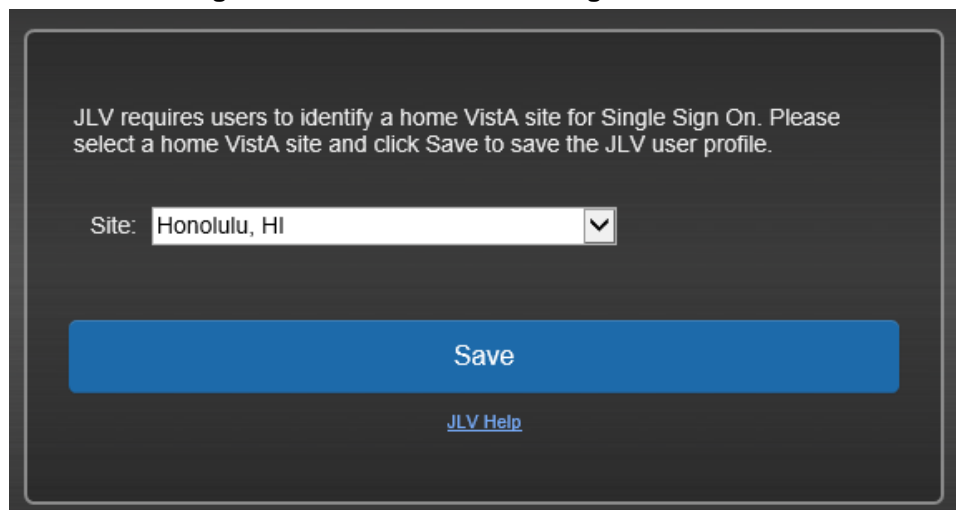 JLV requires users to identify a home VistA site for Single Sign On. Please
select a home VistA site and click Save to save the JLV user profile.
Site: Honolulu, HI
Save
JLV Help